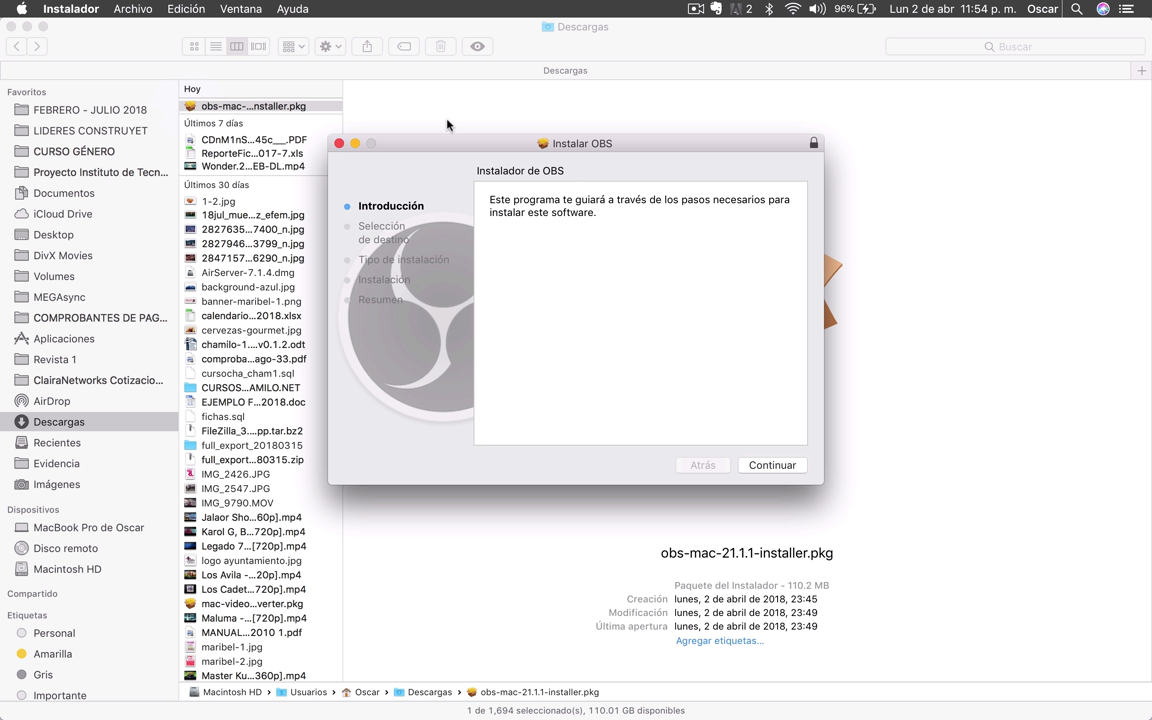 Instalador Archivo Edición Ventana Ayuda 2 96% Lun 2 de abr 11:54 p. m. Oscar
Descargas
Buscar
Descargas
Favoritos
FEBRERO - JULIO 2018
LIDERES CONSTRUYET
CURSO GÉNERO
Proyecto Instituto de Tecn...
Documentos
iCloud Drive
Desktop
DivX Movies
Volumes
MEGAsync
COMPROBANTES DE PAG...
Aplicaciones
Revista 1
ClairaNetworks Cotizacio...
AirDrop
Descargas
Recientes
Evidencia
Imágenes
Dispositivos
MacBook Pro de Oscar
Disco remoto
Macintosh HD
Compartido
Etiquetas
Personal
Amarilla
Gris
Importante
Hoy
obs-mac-...nstaller.pkg
Últimos 7 días
CDnM1nS...45c___.PDF
ReporteFic...017-7.xls
Wonder.2...EB-DL.mp4
Últimos 30 días
1-2.jpg
18jul_mue...z_efem.jpg
2827635...7400_n.jpg
2827946...3799_n.jpg
2847157...6290_n.jpg
AirServer-7.1.4.dmg
background-azul.jpg
banner-maribel-1.png
calendario...2018.xlsx
cervezas-gourmet.jpg
chamilo-1....v0.1.2.odt
comproba...ago-33.pdf
cursocha_cham1.sql
CURSOS...AMILO.NET
EJEMPLO F...2018.doc
fichas.sql
FileZilla_3....pp.tar.bz2
full_export_20180315
full_export...80315.zip
IMG_2426.JPG
IMG_2547.JPG
IMG_9790.MOV
Jalaor Sho...60p].mp4
Karol G, B...720p].mp4
Legado 7...[720p].mp4
logo ayuntamiento.jpg
Los Avila -...20p].mp4
Los Cadet...720p].mp4
mac-video...verter.pkg
Maluma -...[720p].mp4
MANUAL...2010 1.pdf
maribel-1.jpg
maribel-2.jpg
Master Ku...360p].mp4
Instalar OBS
Instalador de OBS
Introducción
Selección
de destino
Tipo de instalación
Instalación
Resumen
Este programa te guiará a través de los pasos necesarios para
instalar este software.
Atrás Continuar
obs-mac-21.1.1-installer.pkg
Paquete del Instalador - 110.2 MB
Creación lunes, 2 de abril de 2018, 23:45
Modificación lunes, 2 de abril de 2018, 23:49
Última apertura lunes, 2 de abril de 2018, 23:49
Agregar etiquetas...
Macintosh HD › Usuarios › Oscar › Descargas › obs-mac-21.1.1-installer.pkg
1 de 1,694 seleccionado(s), 110.01 GB disponibles